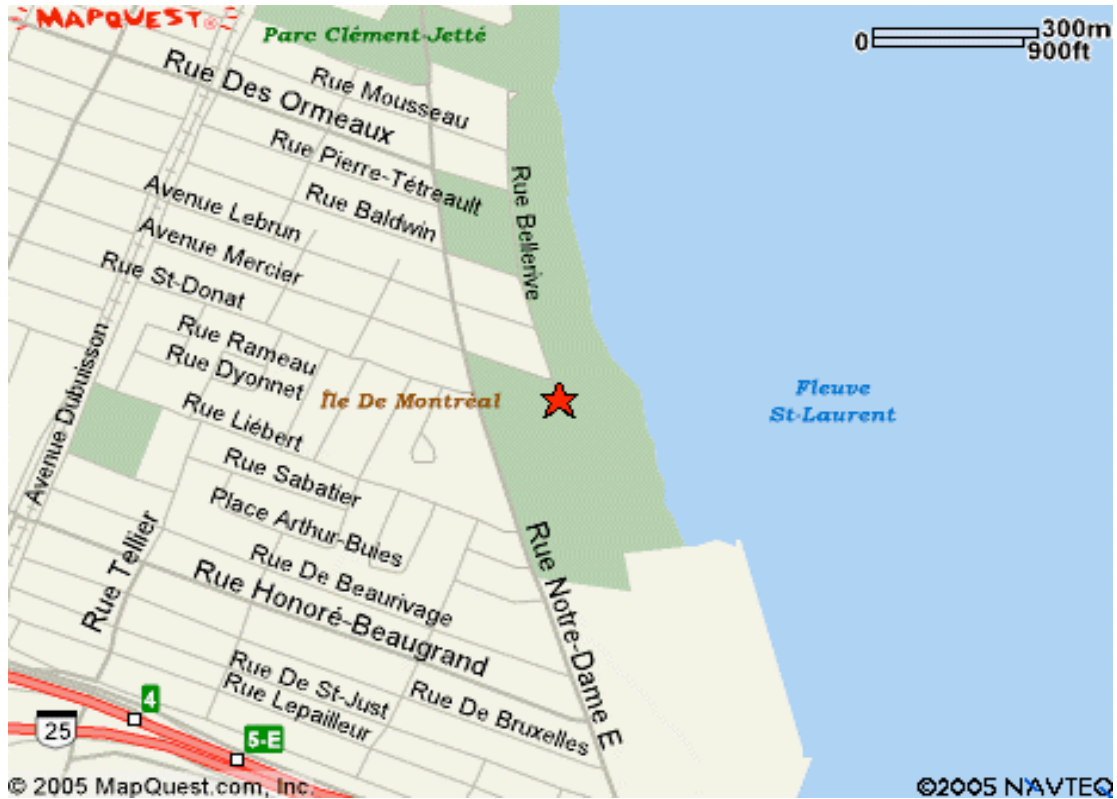 MAPQUEST®
Parc Clément-Jetté
0
300m
900ft
Rue Mousseau
Rue Des Ormeaux
Rue Pierre-Tétreault
Rue Bellerive
Avenue Lebrun
Rue Baldwin
Avenue Mercier
Rue St-Donat
Rue Rameau
Rue Dyonnet
Avenue Dubuisson
Île De Montréal
Fleuve
St-Laurent
Rue Liébert
Rue Sabatier
Place Arthur-Buies
Rue Tellier
Rue De Beaurivage
Rue Notre-Dame E
Rue Honoré-Beaugrand
Rue De St-Just
Rue De Bruxelles
Rue Lepailleur
4
25
5-E
© 2005 MapQuest.com, Inc.
©2005 NAVTEQ